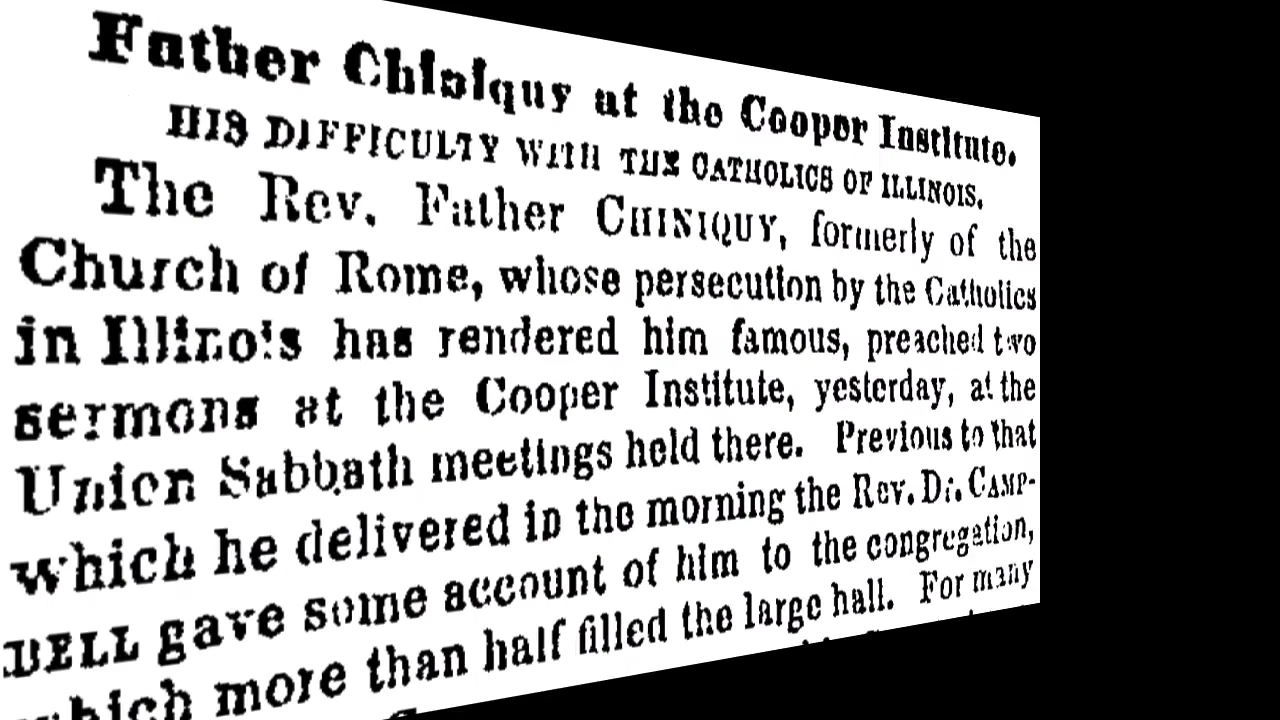 Father Chiniquy at the Cooper Institute.
HIS DIFFICULTY WITH THE CATHOLICS OF ILLINOIS.
The Rev. Father CHINIQUY, formerly of the
Church of Rome, whose persecution by the Catholics
in Illinois has rendered him famous, preached two
sermons at the Cooper Institute, yesterday, at the
Union Sabbath meetings held there. Previous to that
which he delivered in the morning the Rev. Dr. CAMP-
BELL gave some account of him to the congregation,
which more than half filled the large hall. For many